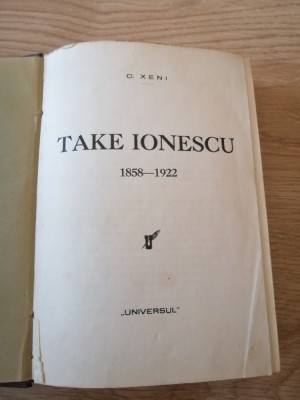 C. XENI
TAKE IONESCU
1858—1922
„UNIVERSUL"